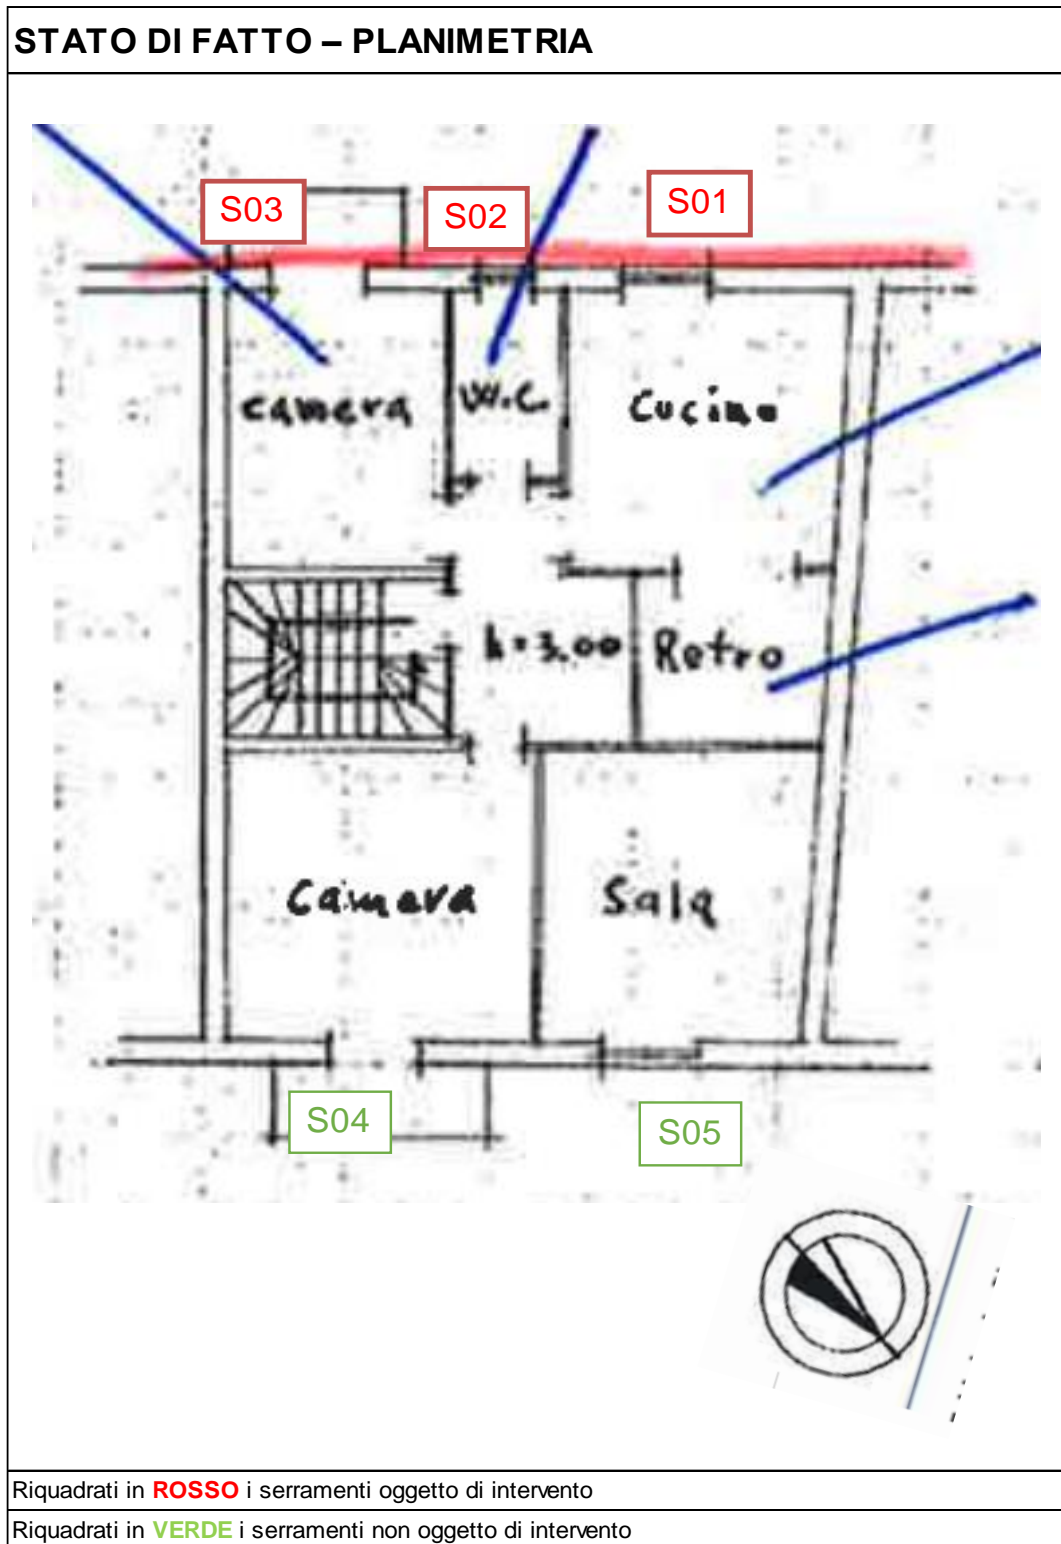 STATO DI FATTO – PLANIMETRIA
S03 S02 S01
camera W.C. Cucina
h=3,00 Retro
Camera Sala
S04 S05
Riquadrati in ROSSO i serramenti oggetto di intervento
Riquadrati in VERDE i serramenti non oggetto di intervento